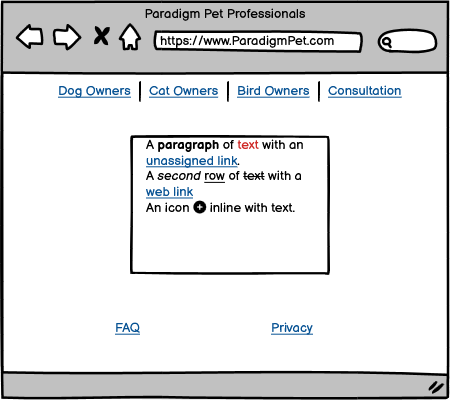 Paradigm Pet Professionals
https://www.ParadigmPet.com
Dog Owners Cat Owners Bird Owners Consultation
A paragraph of text with an
unassigned link.
A second row of text with a
web link
An icon inline with text.
FAQ Privacy